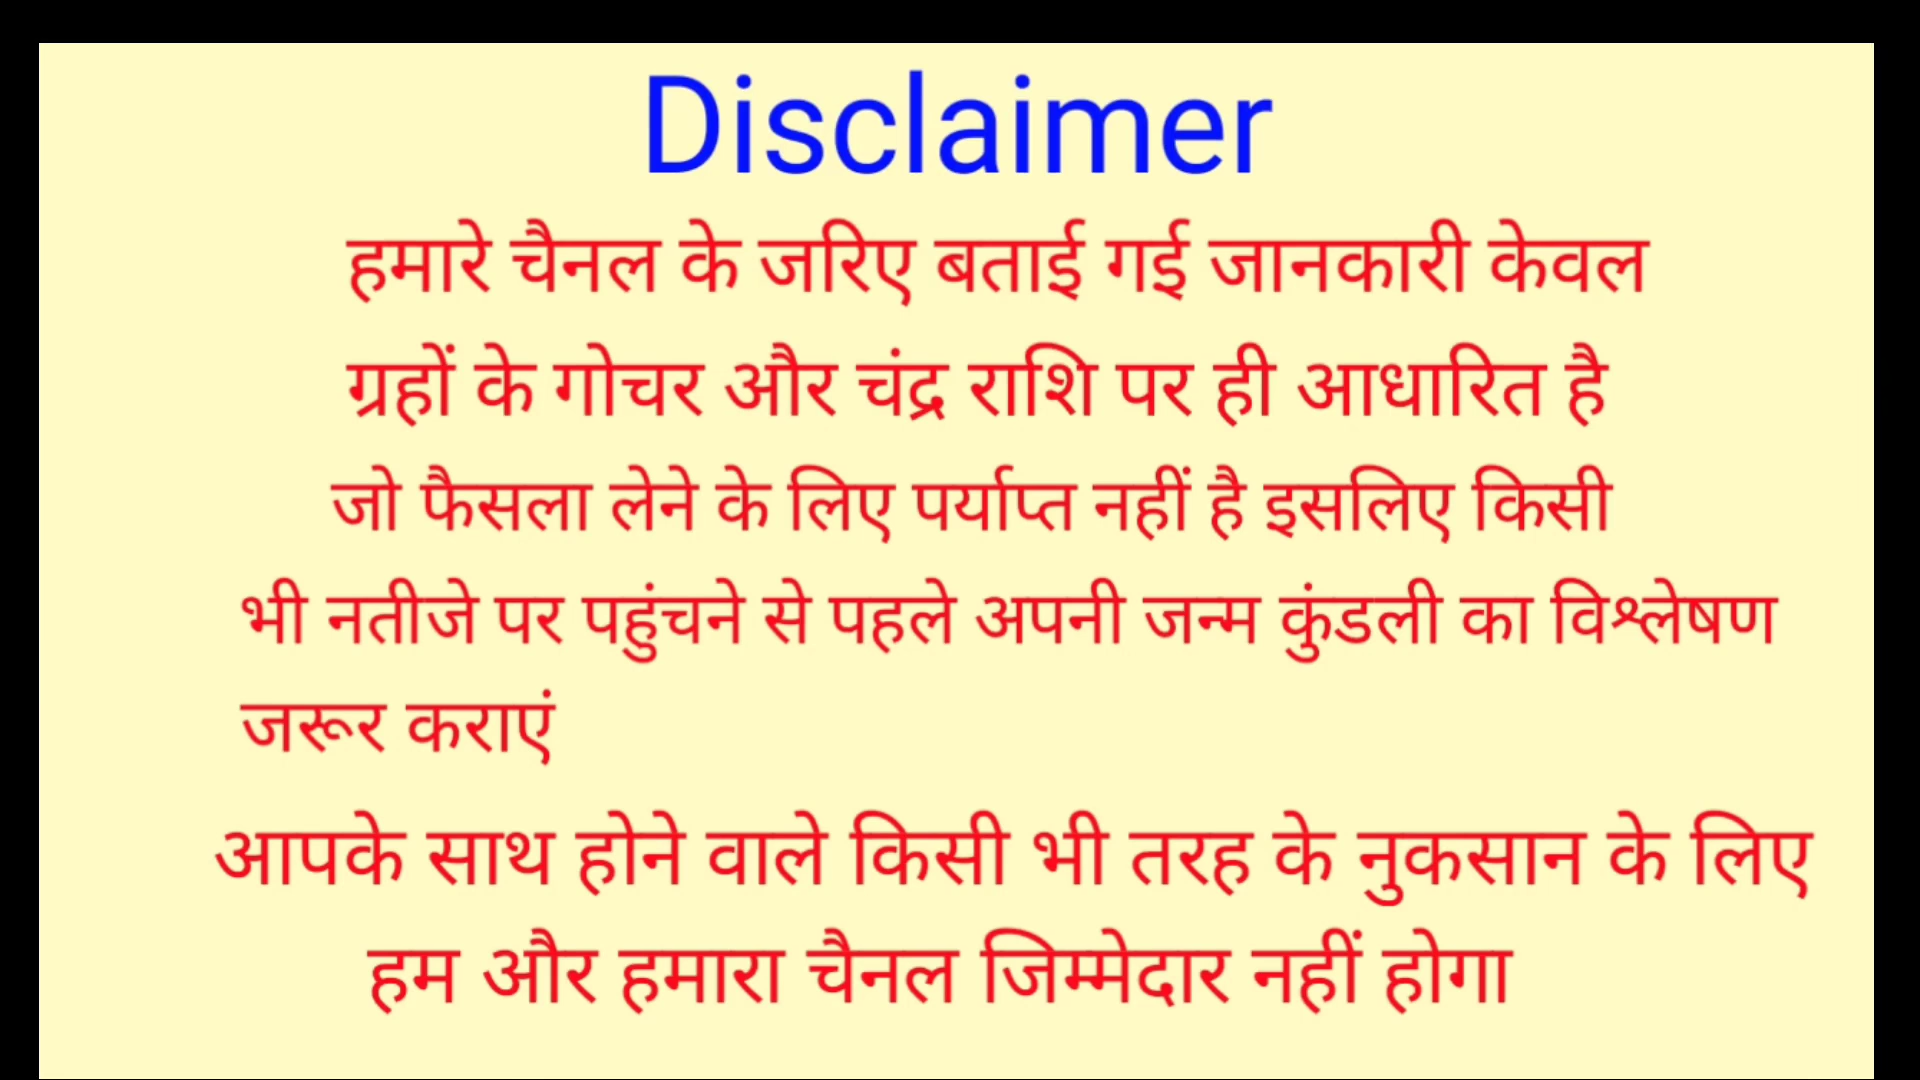 Disclaimer
हमारे चैनल के जरिए बताई गई जानकारी केवल
ग्रहों के गोचर और चंद्र राशि पर ही आधारित है
जो फैसला लेने के लिए पर्याप्त नहीं है इसलिए किसी
भी नतीजे पर पहुंचने से पहले अपनी जन्म कुंडली का विश्लेषण
जरूर कराएं
आपके साथ होने वाले किसी भी तरह के नुकसान के लिए
हम और हमारा चैनल जिम्मेदार नहीं होगा